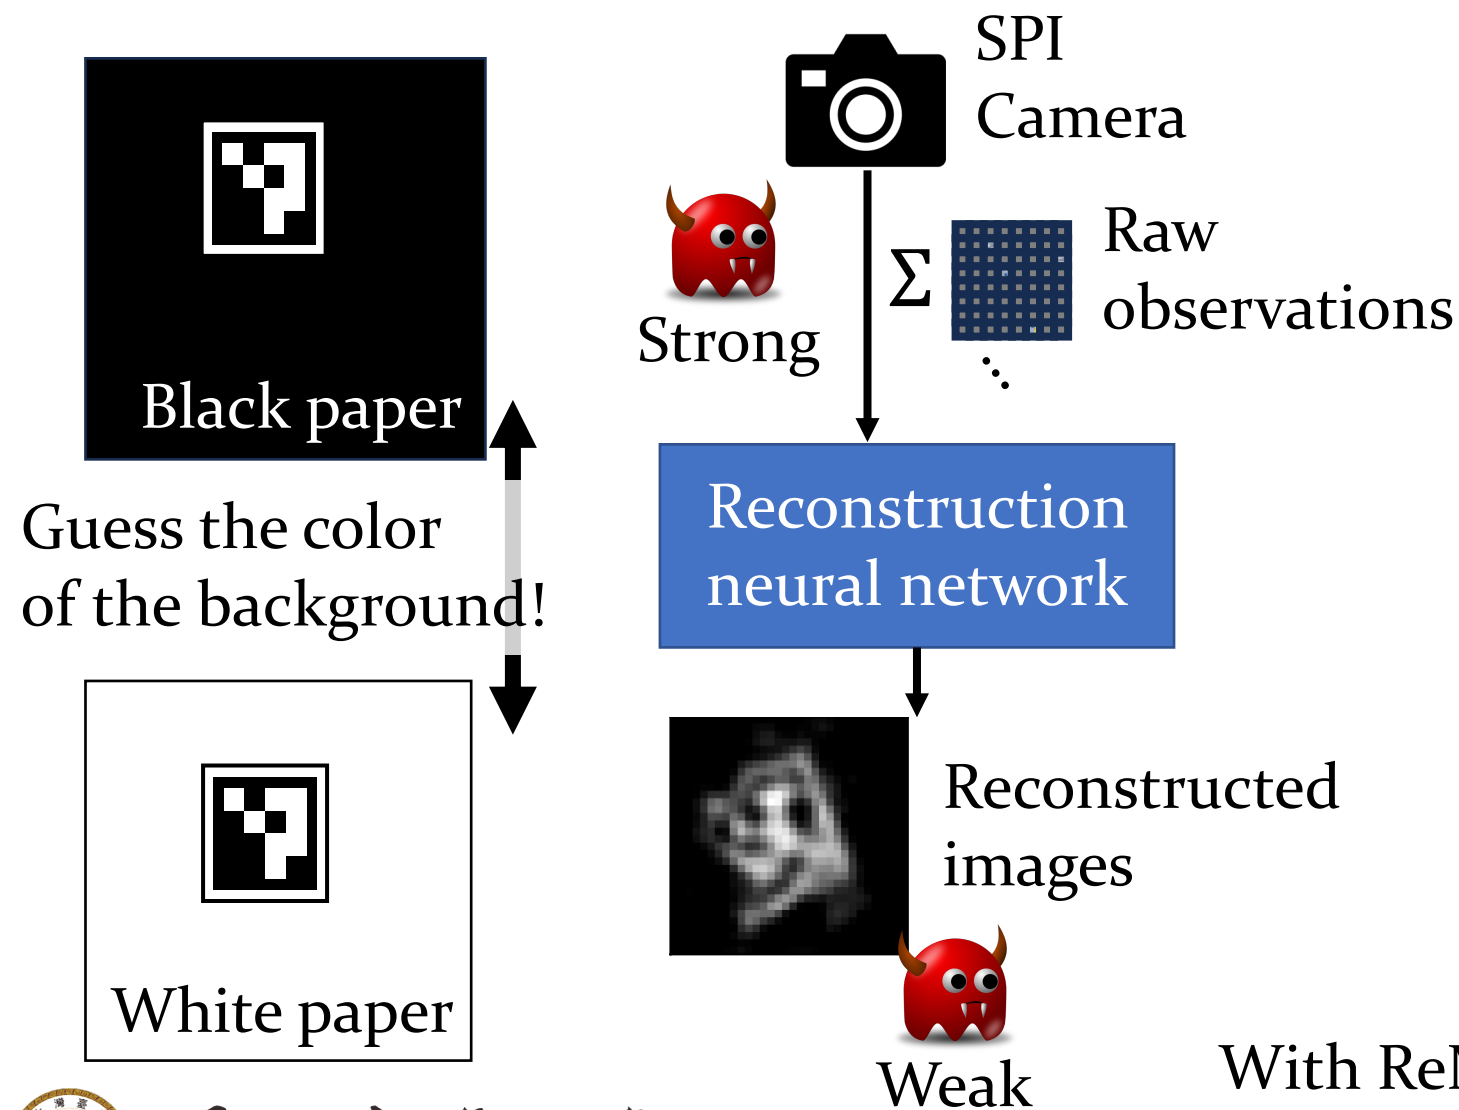 Black paper
Guess the color
of the background!
White paper
SPI
Camera
Strong
Σ
Raw
observations
Reconstruction
neural network
Reconstructed
images
Weak
With